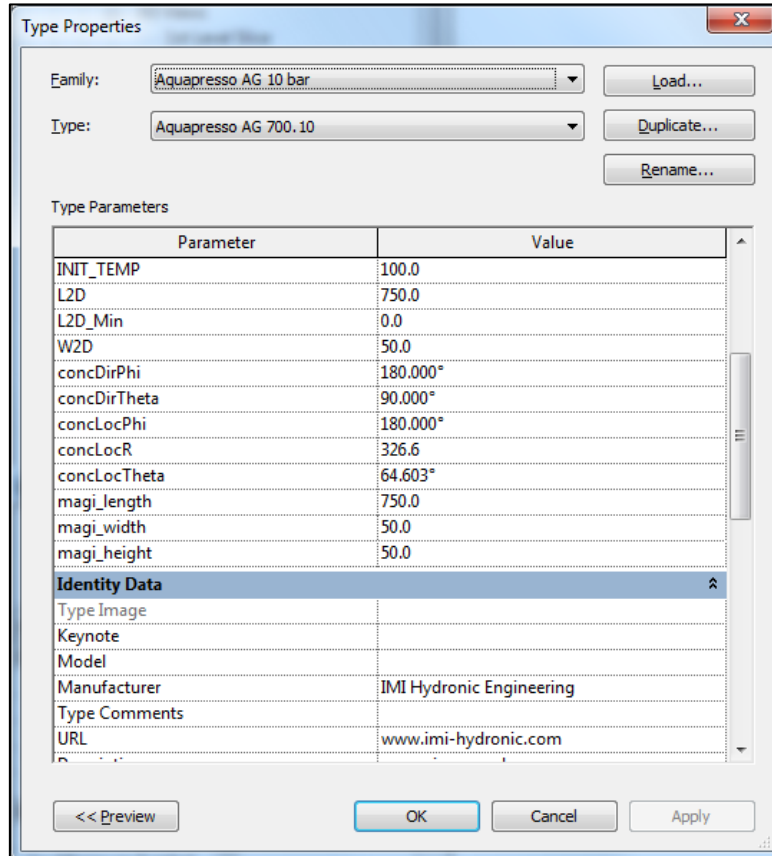 Type Properties
Family: Aquapresso AG 10 bar Load...
Type: Aquapresso AG 700.10 Duplicate...
Rename...
Type Parameters
Parameter Value
INIT_TEMP 100.0
L2D 750.0
L2D_Min 0.0
W2D 50.0
concDirPhi 180.000°
concDirTheta 90.000°
concLocPhi 180.000°
concLocR 326.6
concLocTheta 64.603°
magi_length 750.0
magi_width 50.0
magi_height 50.0
Identity Data
Type Image
Keynote
Model
Manufacturer IMI Hydronic Engineering
Type Comments
URL www.imi-hydronic.com
<< Preview OK Cancel Apply